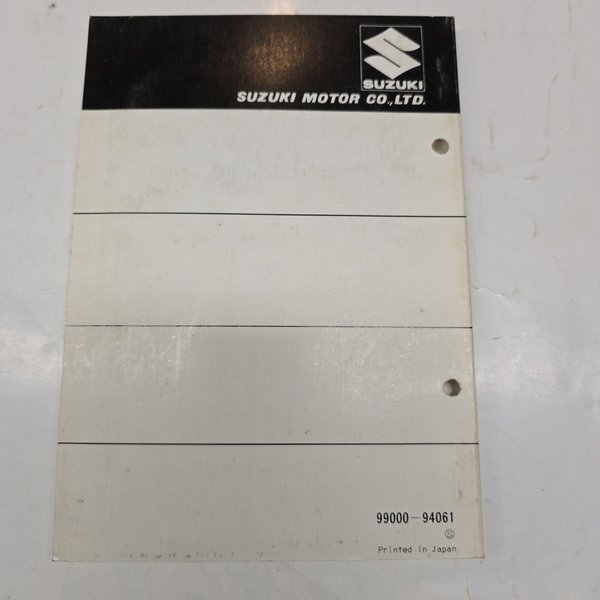 SUZUKI
SUZUKI MOTOR CO.,LTD.
99000-94061
Ⓢ
Printed in Japan